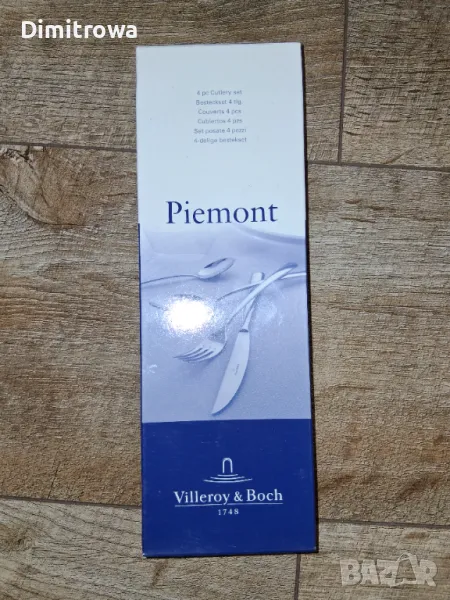 Dimitrowa
4 pc Cutlery set
Besteckset 4 tlg
Couverts 4 pcs
Cubiertos 4 pzs
Set posate 4 pezzi
4 delige bestekset
Piemont
Villeroy & Boch
1748
BAZAR